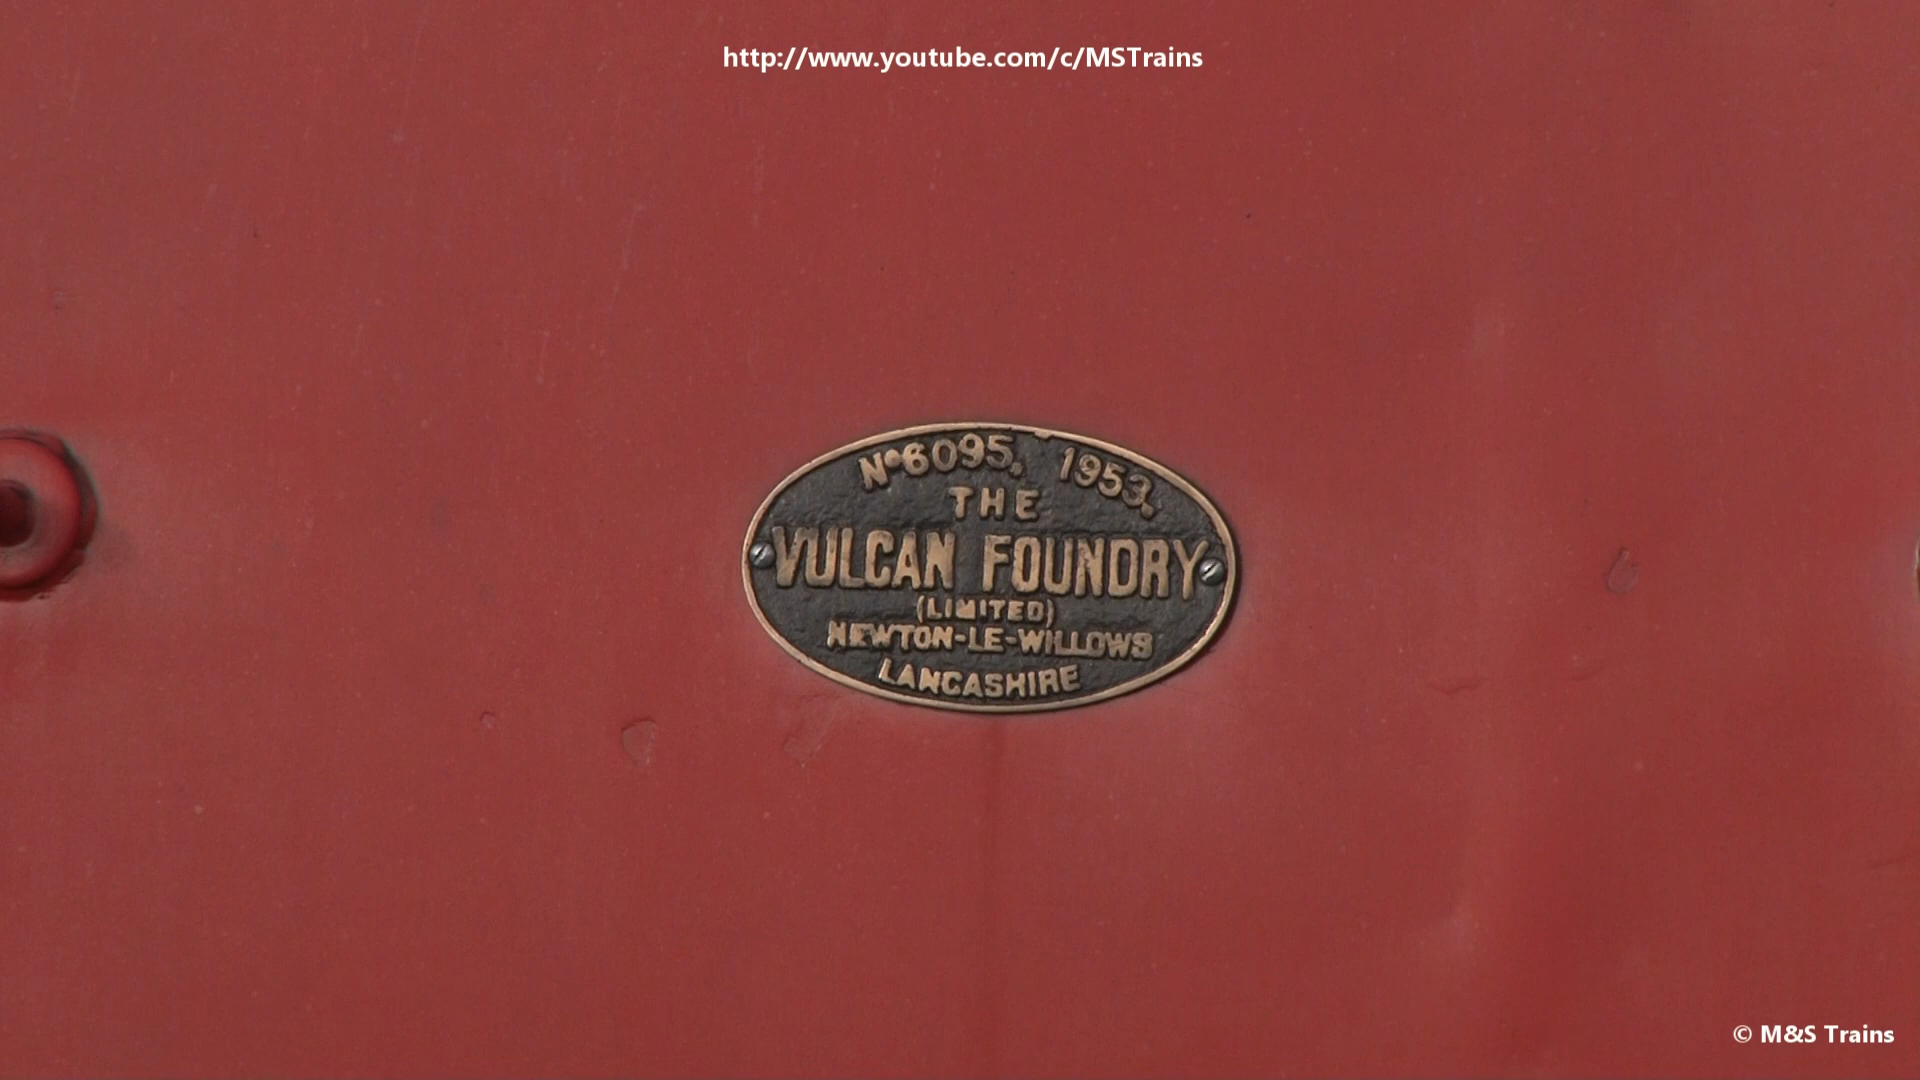 http://www.youtube.com/c/MSTrains
Nº6095. 1953.
THE
VULCAN FOUNDRY
(LIMITED)
NEWTON-LE-WILLOWS
LANCASHIRE
© M&S Trains